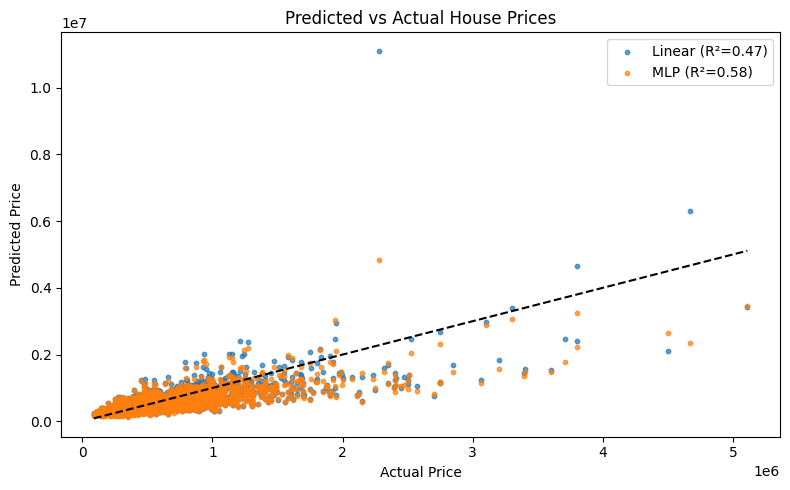 Predicted vs Actual House Prices
1e7
Linear (R²=0.47)
MLP (R²=0.58)
1.0
0.8
0.6
0.4
0.2
0.0
Predicted Price
0 1 2 3 4 5
1e6
Actual Price